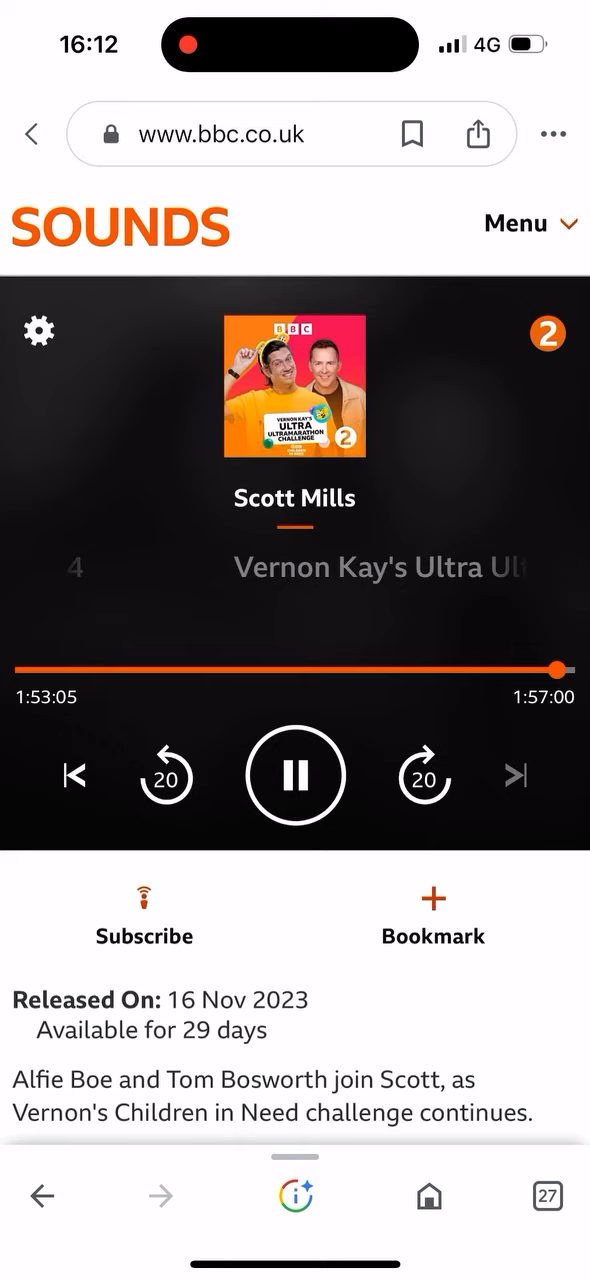 16:12
4G
www.bbc.co.uk
SOUNDS
Menu
BBC
2
VERNON KAY'S
ULTRA
ULTRAMARATHON
CHALLENGE
2
Scott Mills
4 Vernon Kay's Ultra Ult
1:53:05 1:57:00
20 20
Subscribe Bookmark
Released On: 16 Nov 2023
Available for 29 days
Alfie Boe and Tom Bosworth join Scott, as
Vernon's Children in Need challenge continues.
27